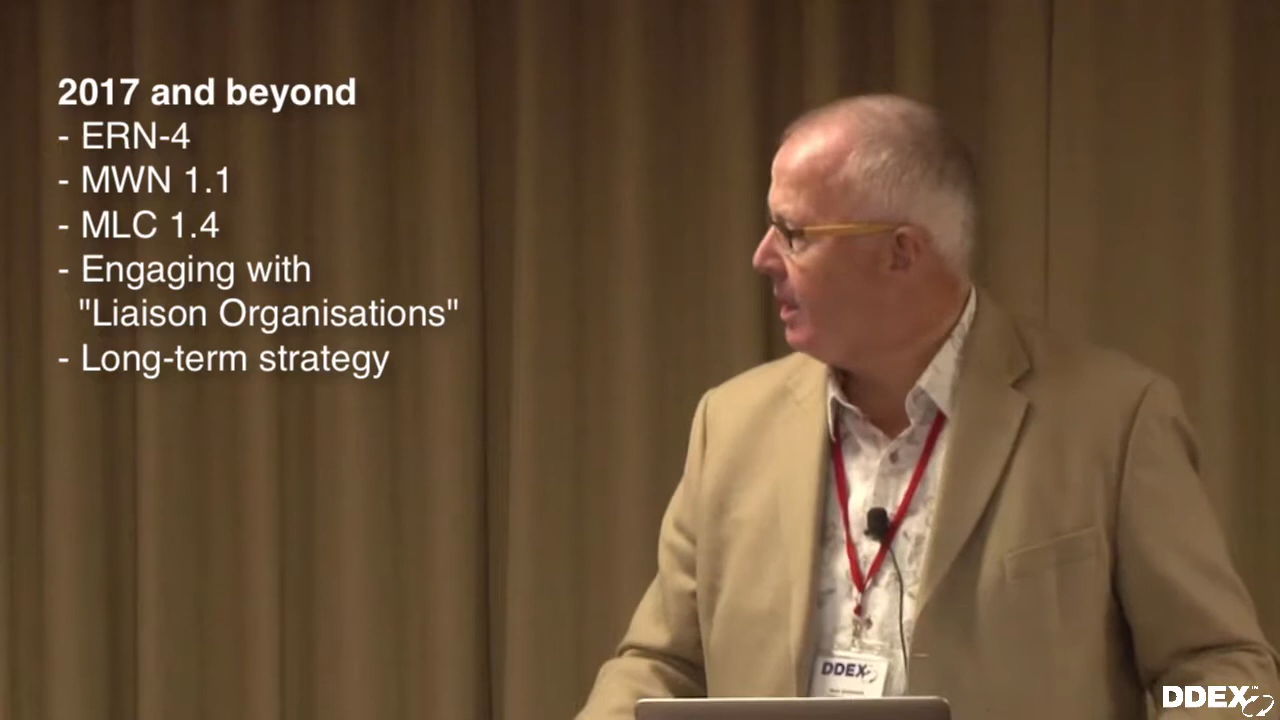 2017 and beyond
- ERN-4
- MWN 1.1
- MLC 1.4
- Engaging with
"Liaison Organisations"
- Long-term strategy
DDEX
DDEX